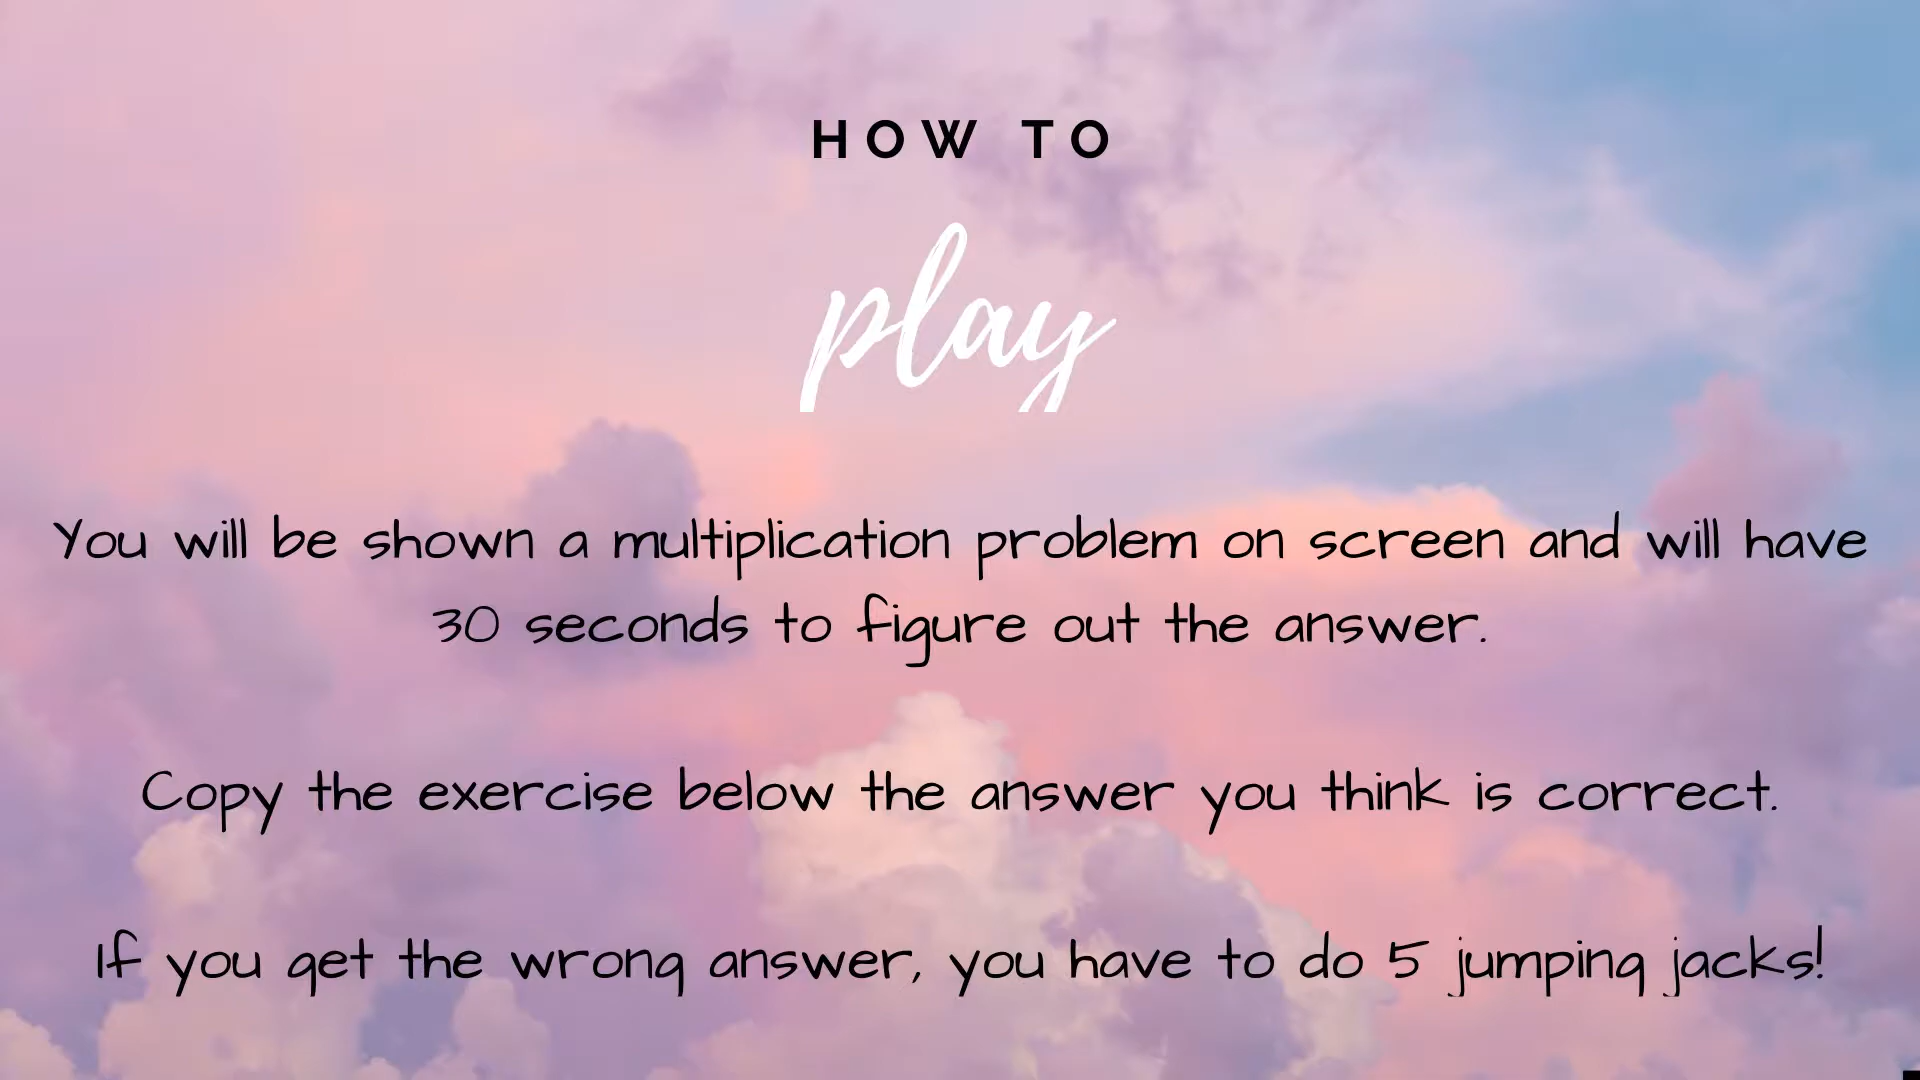 HOW TO
play
You will be shown a multiplication problem on screen and will have
30 seconds to figure out the answer.
Copy the exercise below the answer you think is correct.
If you get the wrong answer, you have to do 5 jumping jacks!